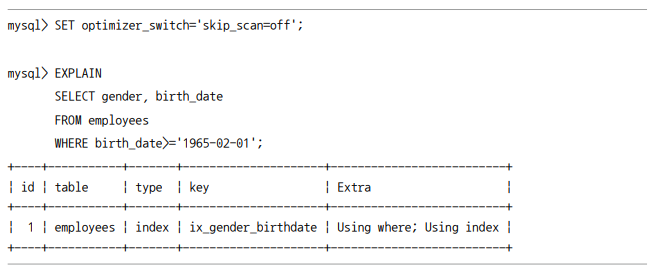 mysql> SET optimizer_switch='skip_scan=off';
mysql> EXPLAIN
SELECT gender, birth_date
FROM employees
WHERE birth_date>='1965-02-01';
+----+-----------+-------+---------------------+--------------------------+
| id | table     | type  | key                 | Extra                    |
+----+-----------+-------+---------------------+--------------------------+
|  1 | employees | index | ix_gender_birthdate | Using where; Using index |
+----+-----------+-------+---------------------+--------------------------+